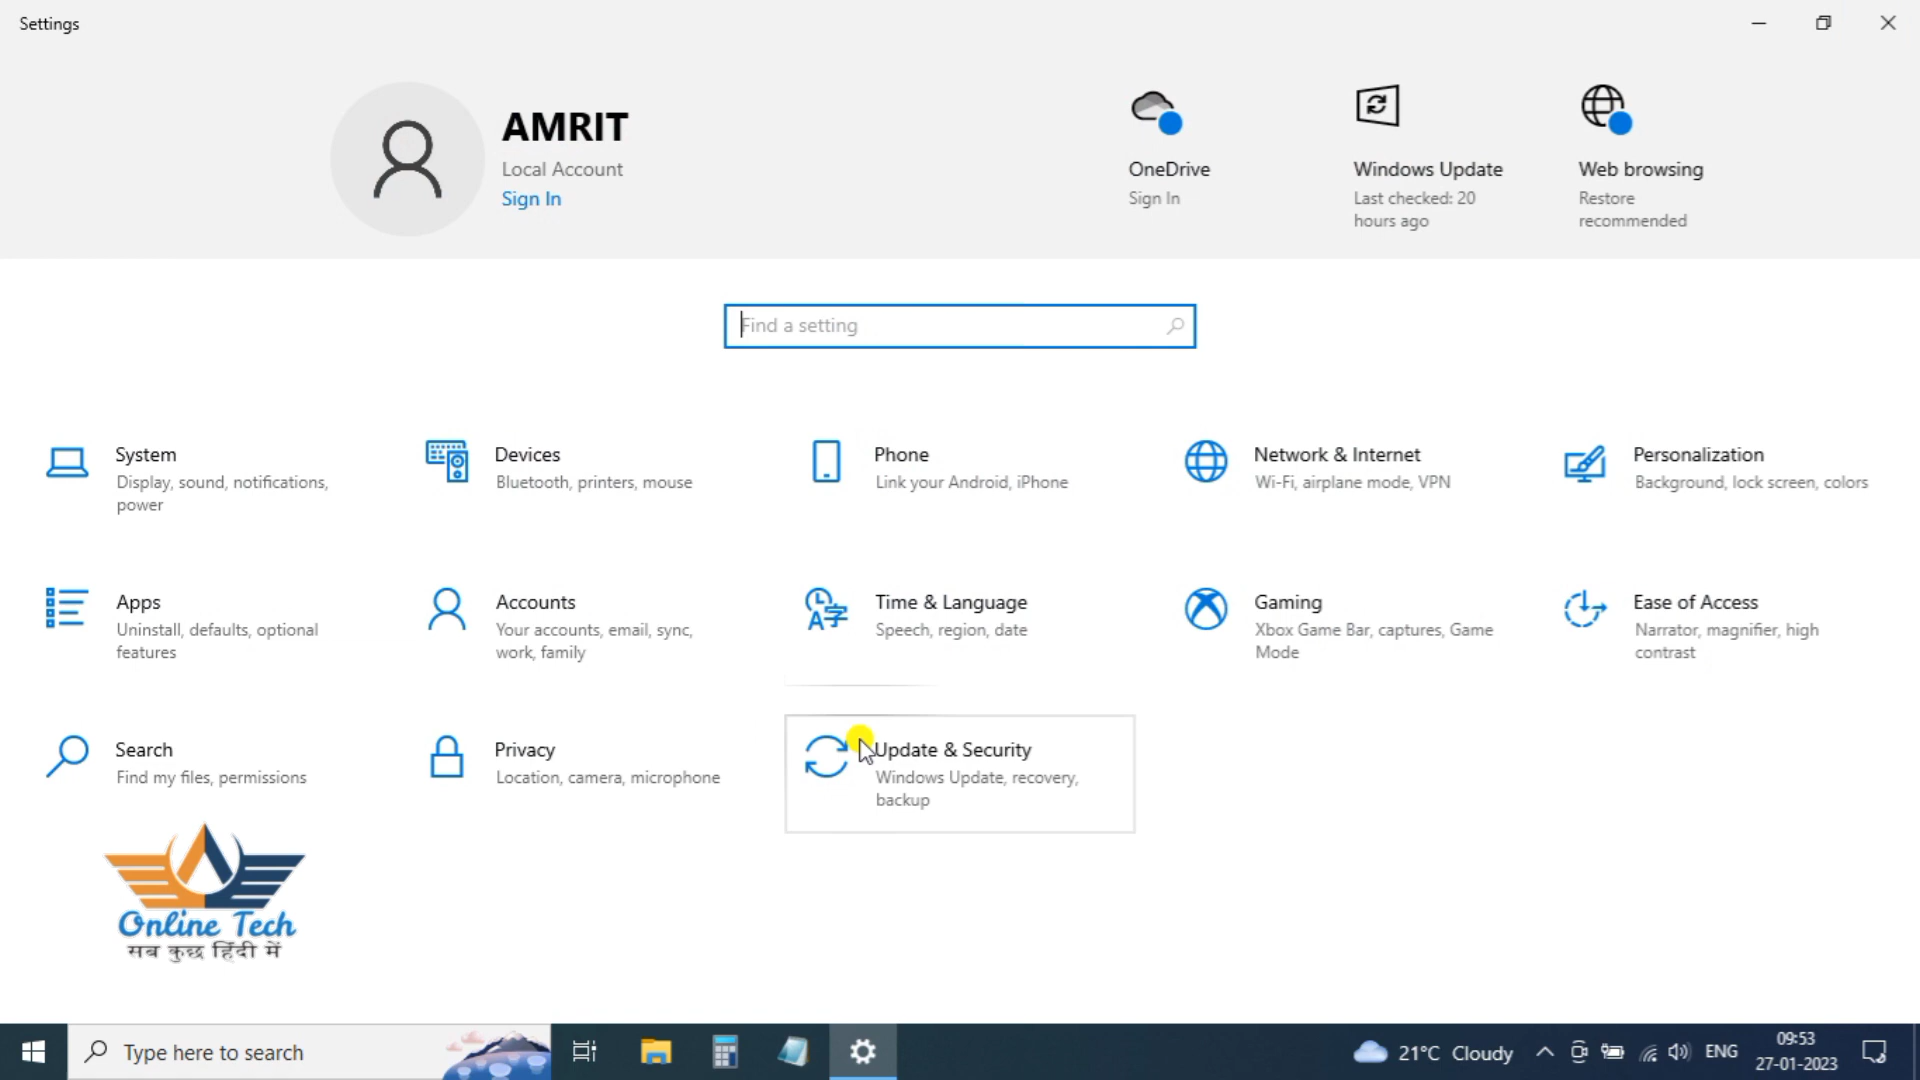 Settings
AMRIT
Local Account
Sign In
OneDrive
Sign In
Windows Update
Last checked: 20
hours ago
Web browsing
Restore
recommended
Find a setting
System
Display, sound, notifications,
power
Devices
Bluetooth, printers, mouse
Phone
Link your Android, iPhone
Network & Internet
Wi-Fi, airplane mode, VPN
Personalization
Background, lock screen, colors
Apps
Uninstall, defaults, optional
features
Accounts
Your accounts, email, sync,
work, family
Time & Language
Speech, region, date
Gaming
Xbox Game Bar, captures, Game
Mode
Ease of Access
Narrator, magnifier, high
contrast
Search
Find my files, permissions
Privacy
Location, camera, microphone
Update & Security
Windows Update, recovery,
backup
Online Tech
सब कुछ हिंदी में
Type here to search
21°C Cloudy
ENG
09:53
27-01-2023